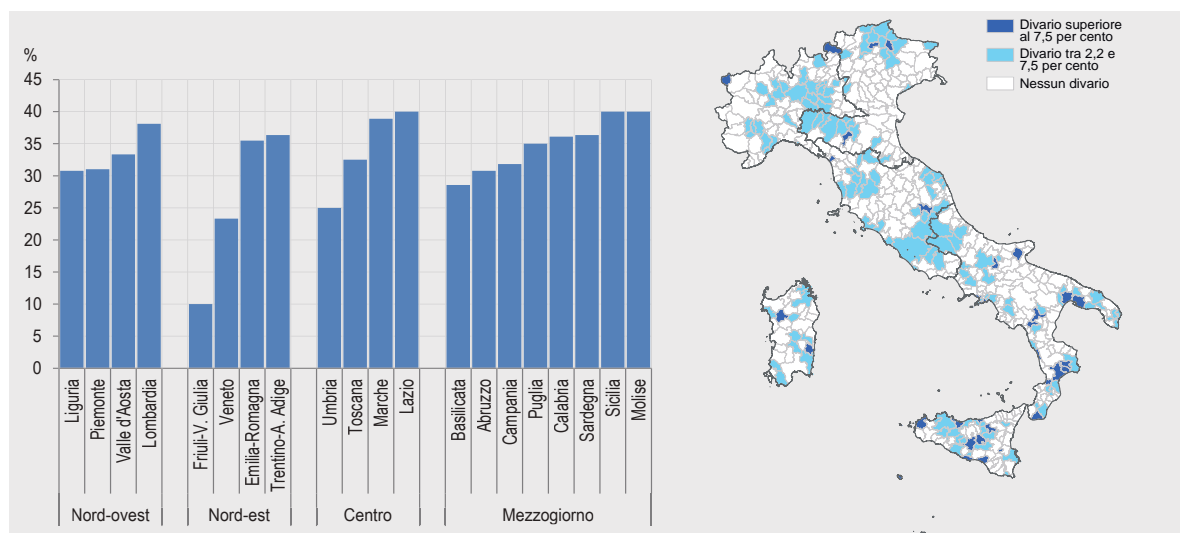 %
45
40
35
30
25
20
15
10
5
0
Liguria
Piemonte
Valle d'Aosta
Lombardia
Friuli-V. Giulia
Veneto
Emilia-Romagna
Trentino-A. Adige
Umbria
Toscana
Marche
Lazio
Basilicata
Abruzzo
Campania
Puglia
Calabria
Sardegna
Sicilia
Molise
Nord-ovest
Nord-est
Centro
Mezzogiorno
Divario superiore
al 7,5 per cento
Divario tra 2,2 e
7,5 per cento
Nessun divario